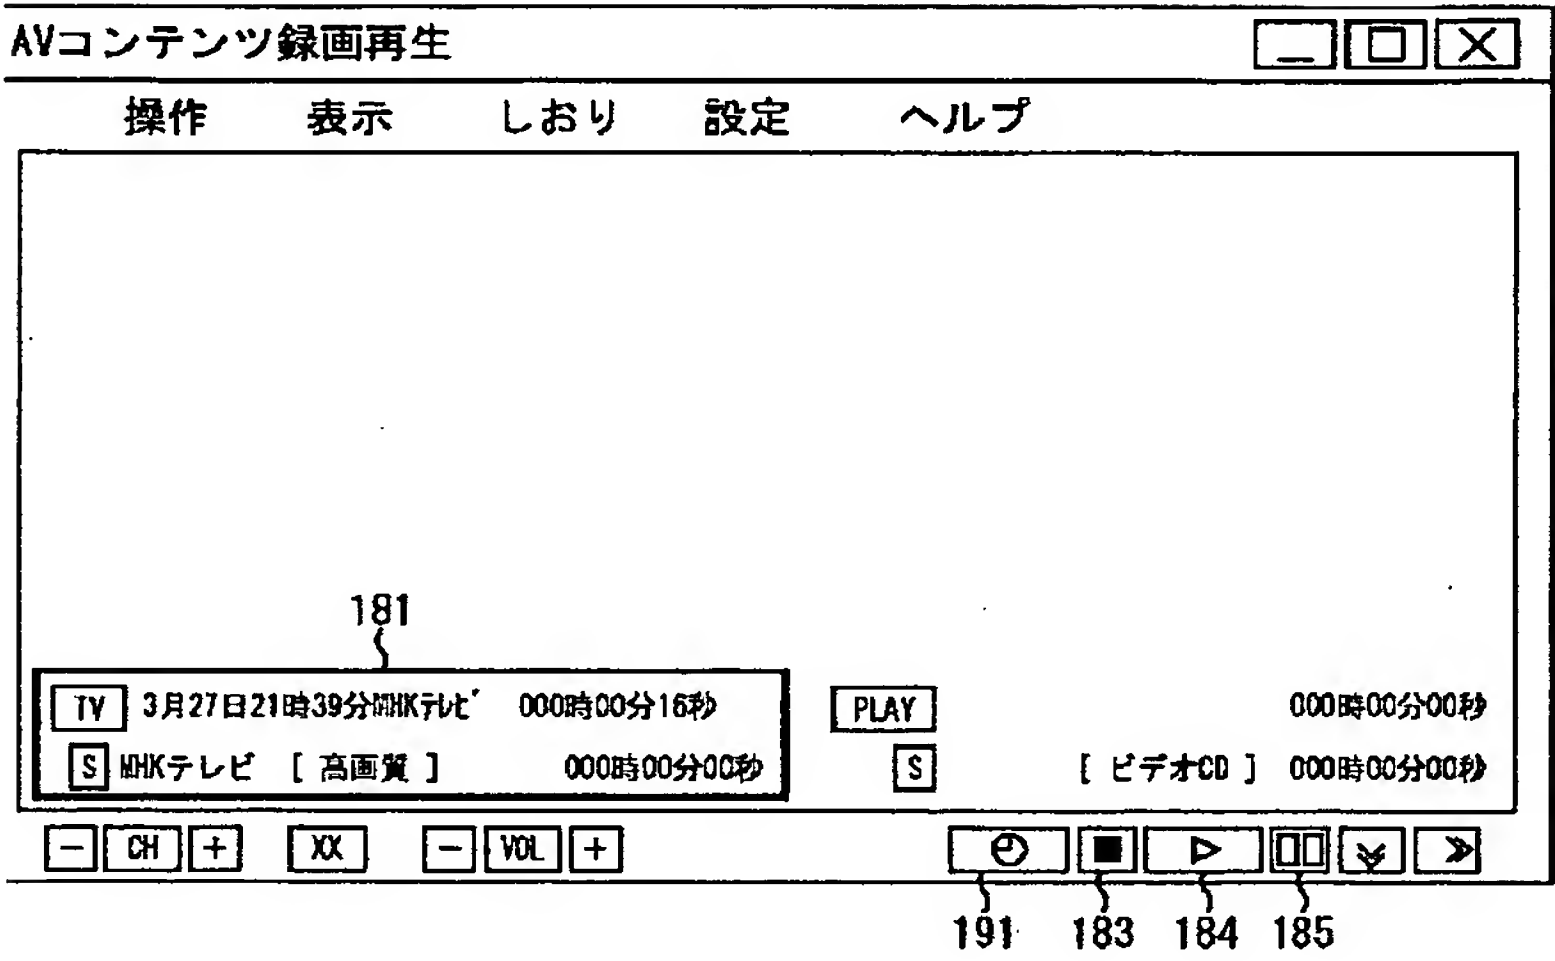 AVコンテンツ録画再生
操作 表示 しおり 設定 ヘルプ
181
TV 3月27日21時39分MHKテレビ 000時00分16秒 PLAY 000時00分00秒
S MHKテレビ [ 高画質 ] 000時00分00秒 S [ ビデオCD ] 000時00分00秒
− CH + XX − VOL +
191 183 184 185